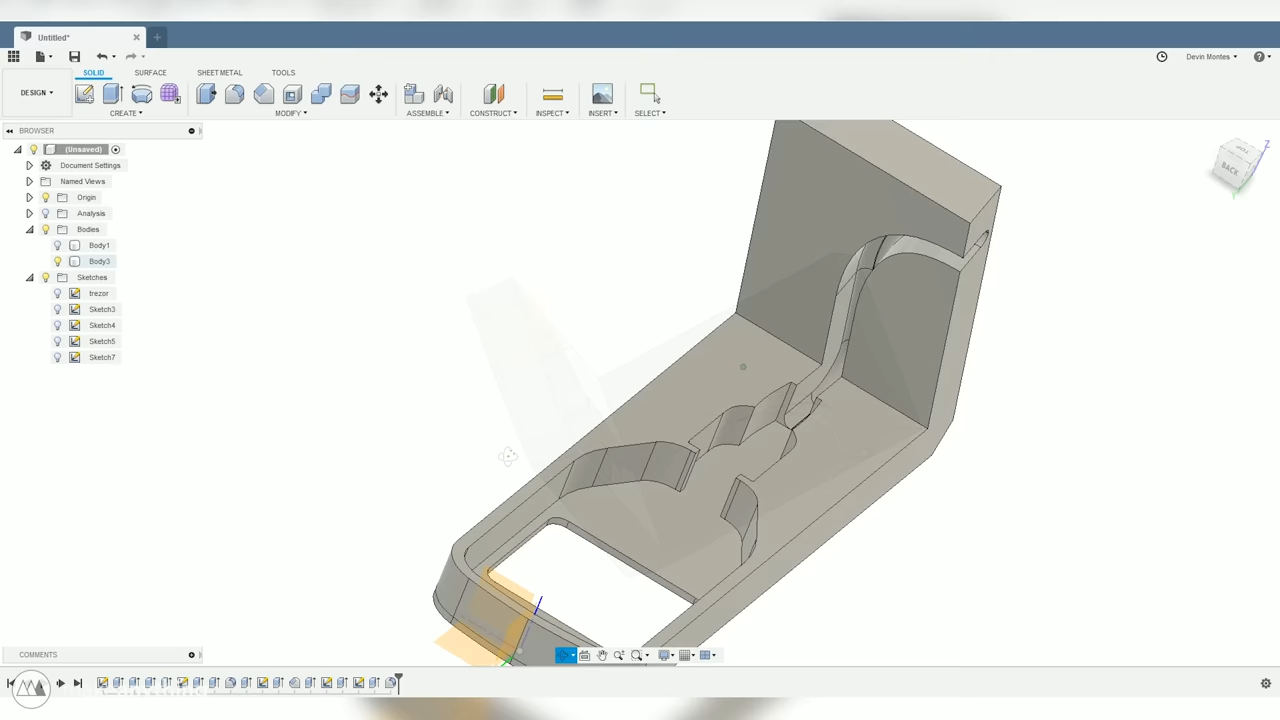 Untitled*
Devin Montes
SOLID SURFACE SHEET METAL TOOLS
DESIGN
CREATE MODIFY ASSEMBLE CONSTRUCT INSPECT INSERT SELECT
BROWSER
(Unsaved)
Document Settings
Named Views
Origin
Analysis
Bodies
Body1
Body3
Sketches
trezor
Sketch3
Sketch4
Sketch5
Sketch7
TOP
BACK
Z
COMMENTS